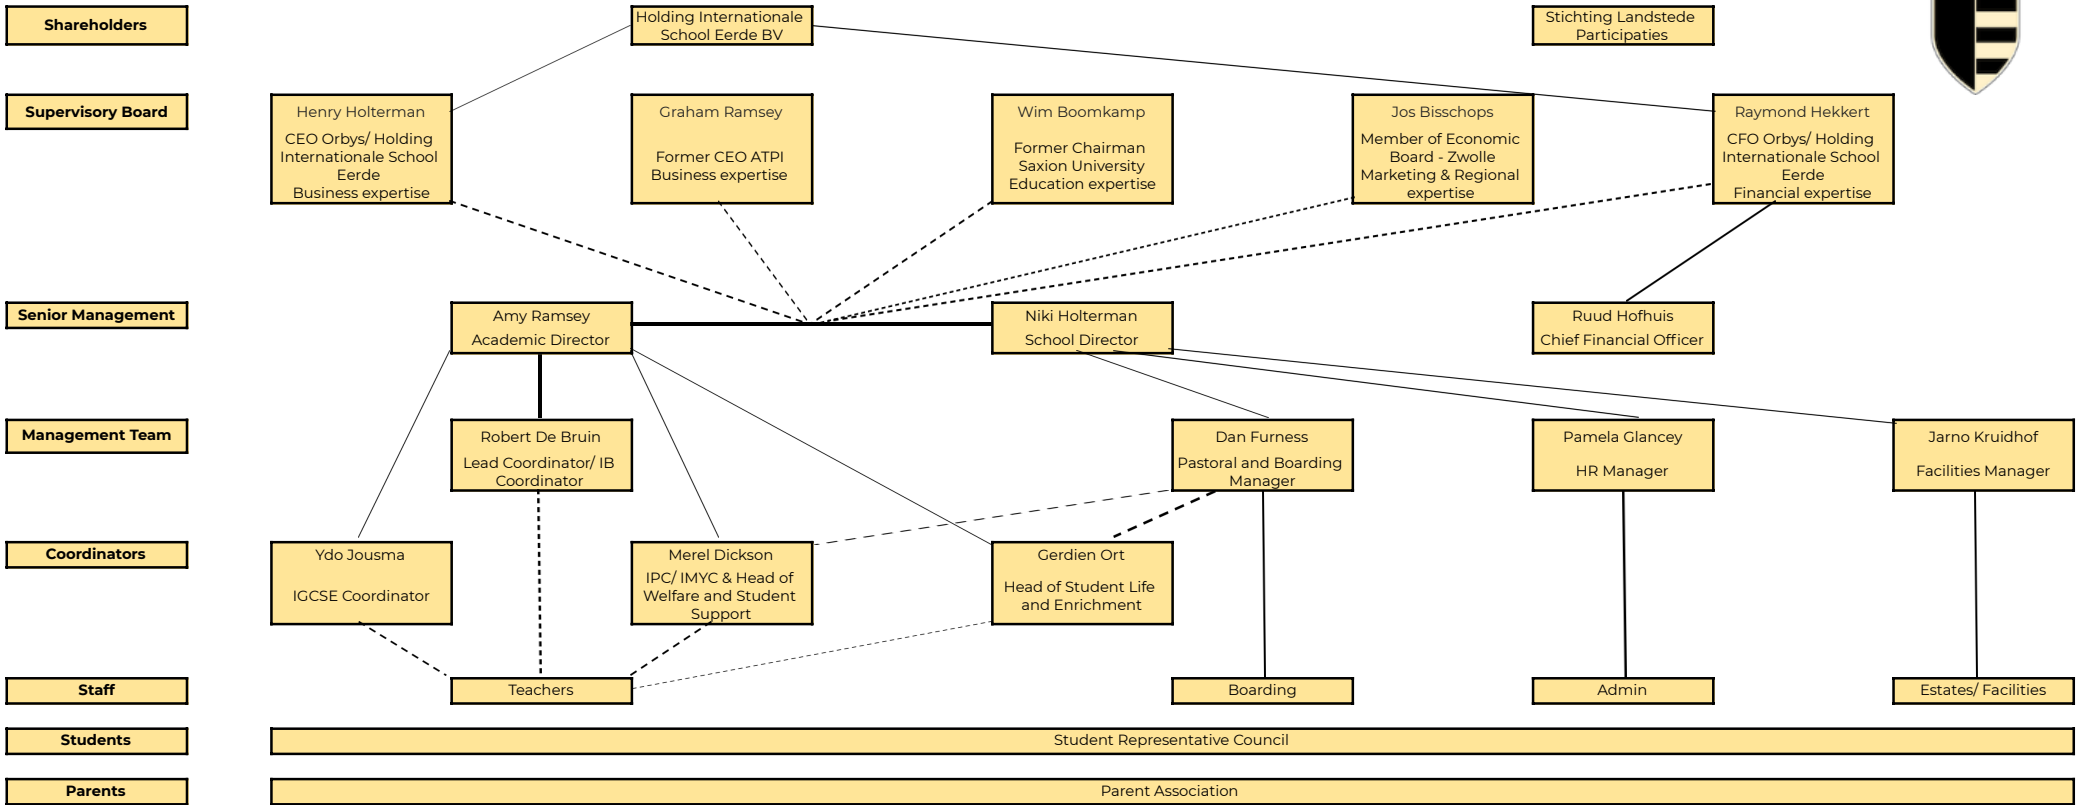 Shareholders
Holding Internationale
School Eerde BV
Stichting Landstede
Participaties
Supervisory Board
Henry Holterman
CEO Orbys/ Holding
Internationale School
Eerde
Business expertise
Graham Ramsey
Former CEO ATPI
Business expertise
Wim Boomkamp
Former Chairman
Saxion University
Education expertise
Jos Bisschops
Member of Economic
Board - Zwolle
Marketing & Regional
expertise
Raymond Hekkert
CFO Orbys/ Holding
Internationale School
Eerde
Financial expertise
Senior Management
Amy Ramsey
Academic Director
Niki Holterman
School Director
Ruud Hofhuis
Chief Financial Officer
Management Team
Robert De Bruin
Lead Coordinator/ IB
Coordinator
Dan Furness
Pastoral and Boarding
Manager
Pamela Glancey
HR Manager
Jarno Kruidhof
Facilities Manager
Coordinators
Ydo Jousma
IGCSE Coordinator
Merel Dickson
IPC/ IMYC & Head of
Welfare and Student
Support
Gerdien Ort
Head of Student Life
and Enrichment
Staff
Teachers
Boarding
Admin
Estates/ Facilities
Students
Student Representative Council
Parents
Parent Association